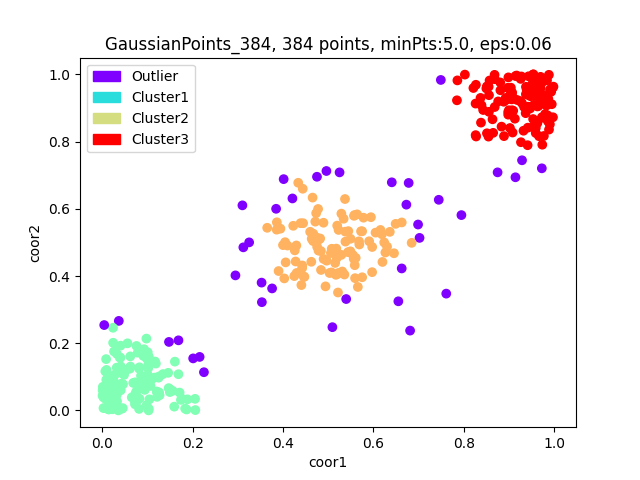 GaussianPoints_384, 384 points, minPts:5.0, eps:0.06
Outlier
Cluster1
Cluster2
Cluster3
1.0
0.8
0.6
0.4
0.2
0.0
coor2
0.0 0.2 0.4 0.6 0.8 1.0
coor1